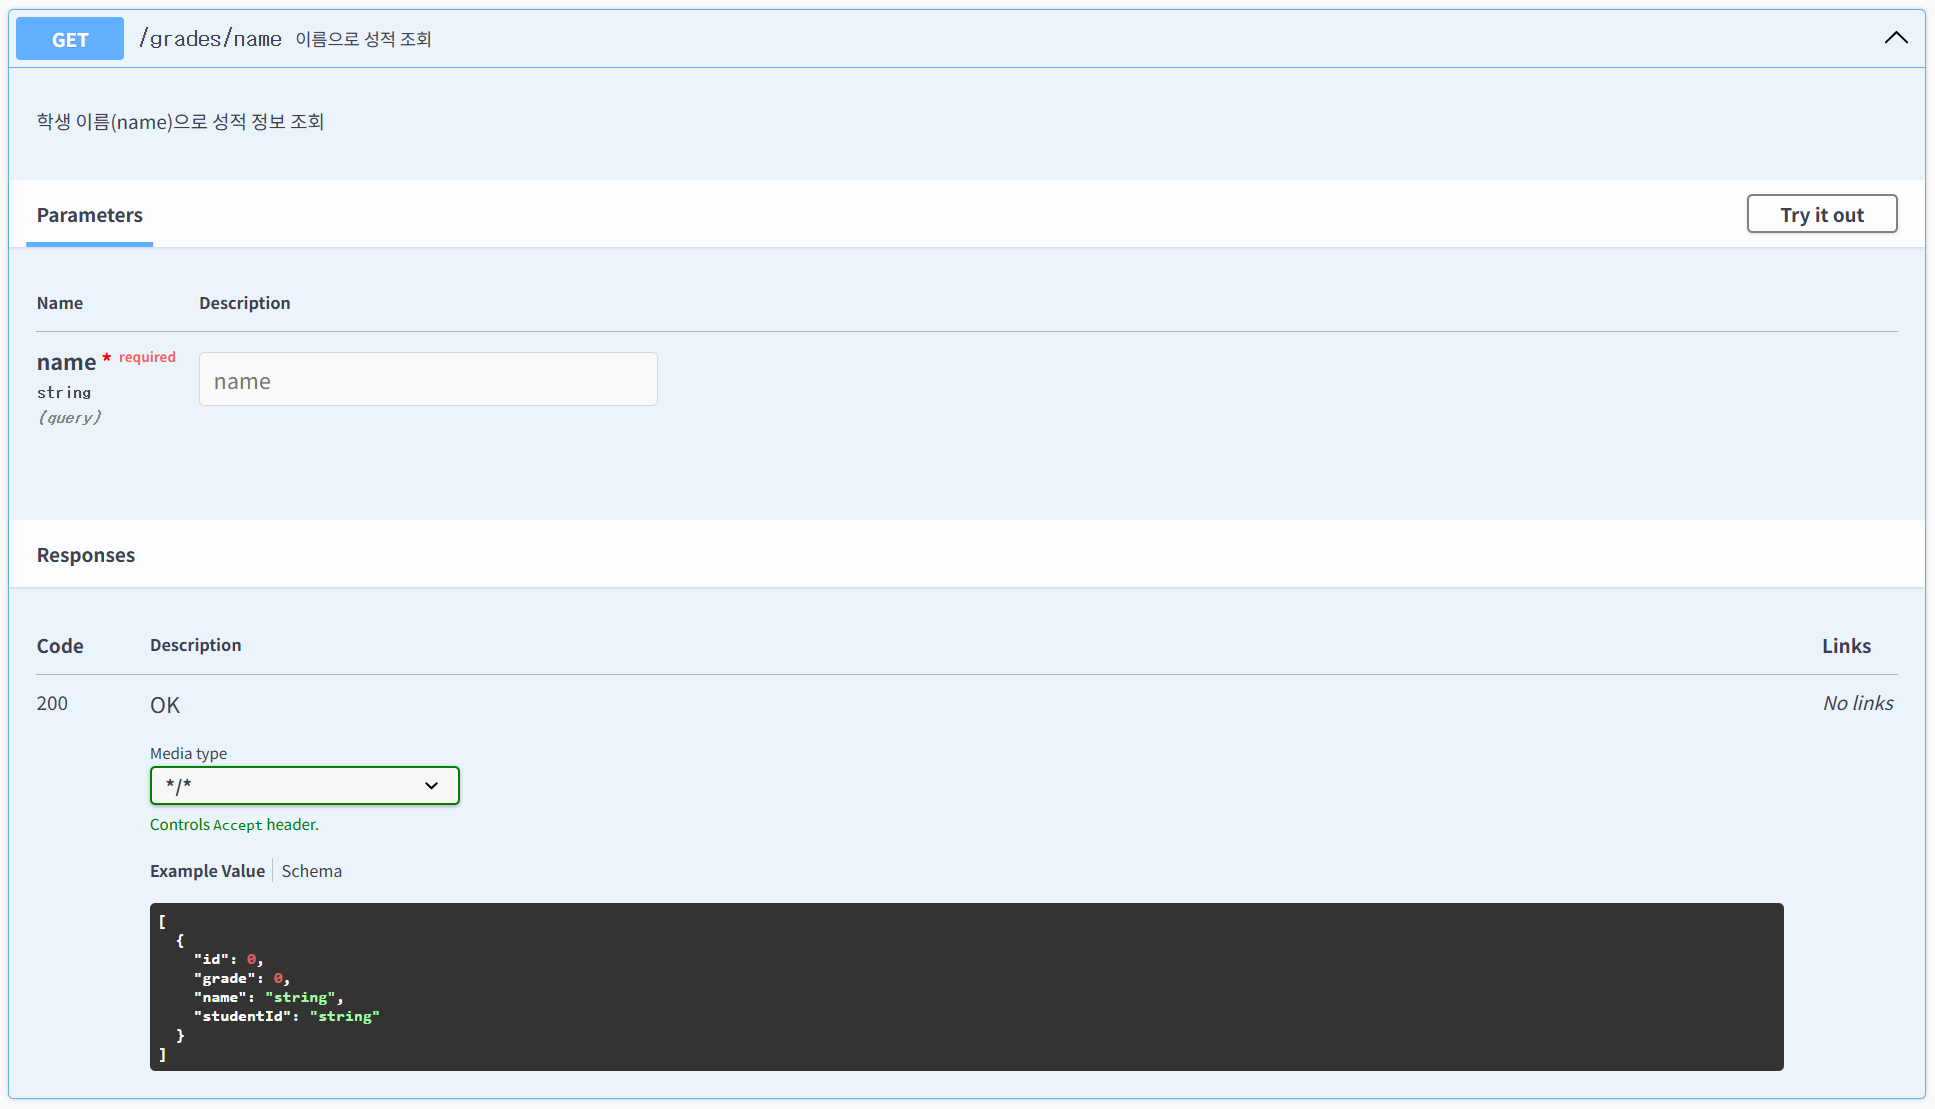 GET /grades/name 이름으로 성적 조회
학생 이름(name)으로 성적 정보 조회
Parameters
Try it out
Name Description
name * required
string
(query)
name
Responses
Code Description Links
200 OK No links
Media type
*/*
Controls Accept header.
Example Value Schema
[
  {
    "id": 0,
    "grade": 0,
    "name": "string",
    "studentId": "string"
  }
]